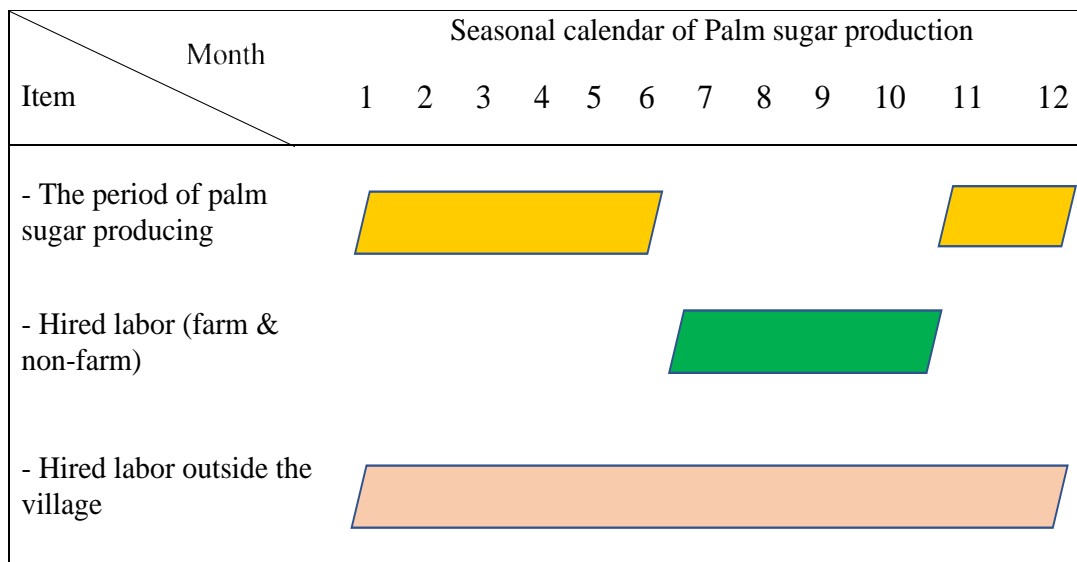 Seasonal calendar of Palm sugar production
Month
Item
1 2 3 4 5 6 7 8 9 10 11 12
- The period of palm
sugar producing
- Hired labor (farm &
non-farm)
- Hired labor outside the
village